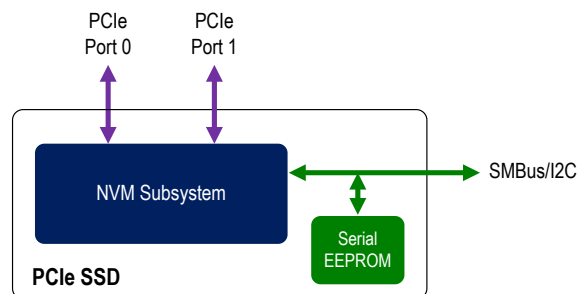 PCIe
Port 0
PCIe
Port 1
NVM Subsystem
SMBus/I2C
Serial
EEPROM
PCIe SSD